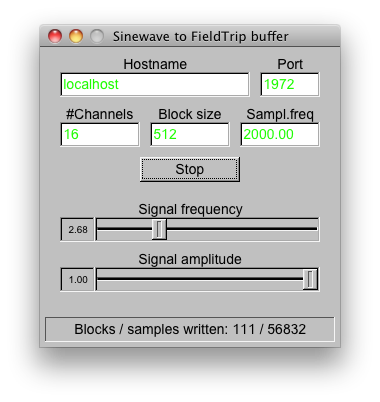 Sinewave to FieldTrip buffer
Hostname Port
localhost 1972
#Channels Block size Sampl.freq
16 512 2000.00
Stop
Signal frequency
2.68
Signal amplitude
1.00
Blocks / samples written: 111 / 56832